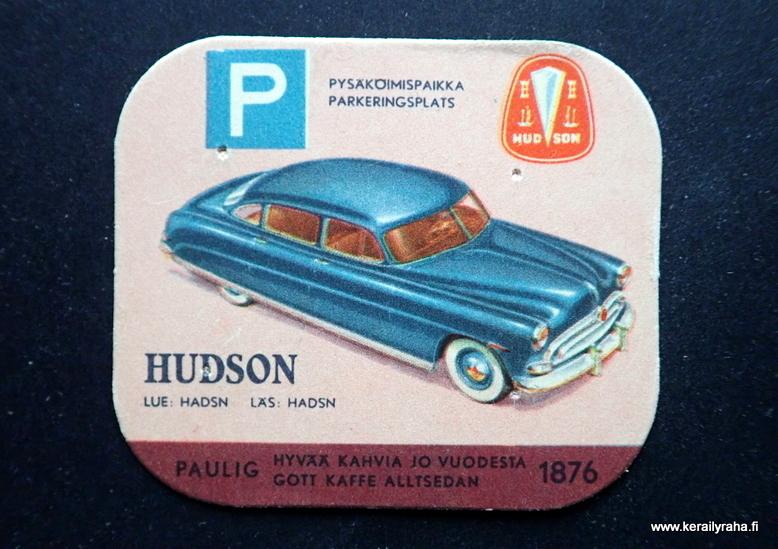 P
PYSÄKÖIMISPAIKKA
PARKERINGSPLATS
HUDSON
HUDSON
LUE: HADSN LÄS: HADSN
PAULIG HYVÄÄ KAHVIA JO VUODESTA 1876
GOTT KAFFE ALLTSEDAN
www.kerailyraha.fi